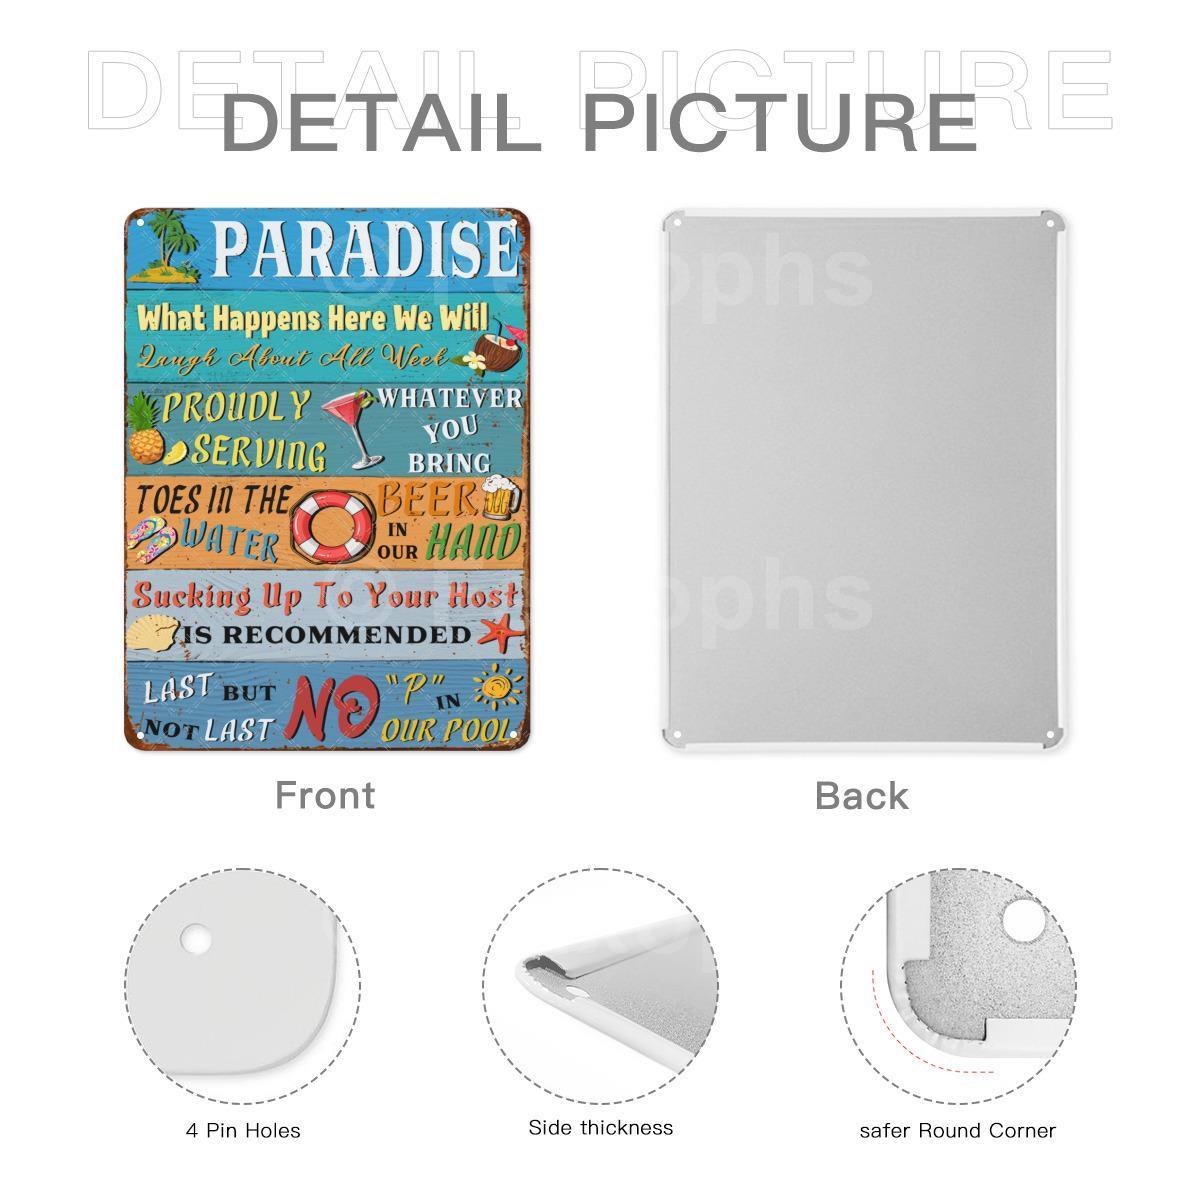 DETAIL PICTURE
DETAIL PICTURE
PARADISE
What Happens Here We Will
Laugh About All Week
PROUDLY
SERVING
WHATEVER
YOU
BRING
TOES IN THE
WATER
BEER
IN
OUR HAND
Sucking Up To Your Host
IS RECOMMENDED
LAST BUT
NOT LAST
NO
"P" IN
OUR POOL
Front
Back
4 Pin Holes
Side thickness
safer Round Corner